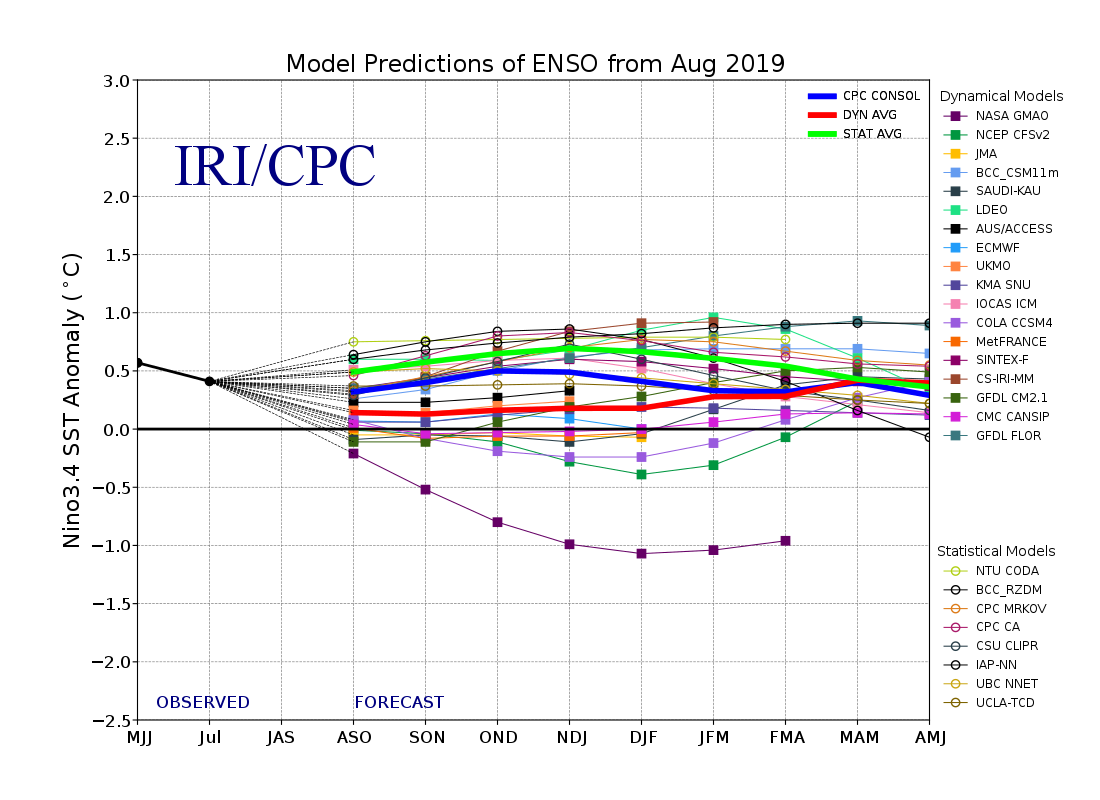 Model Predictions of ENSO from Aug 2019
IRI/CPC
CPC CONSOL
DYN AVG
STAT AVG
Nino3.4 SST Anomaly (°C)
3.0
2.5
2.0
1.5
1.0
0.5
0.0
−0.5
−1.0
−1.5
−2.0
−2.5
OBSERVED
FORECAST
MJJ Jul JAS ASO SON OND NDJ DJF JFM FMA MAM AMJ
Dynamical Models
NASA GMAO
NCEP CFSv2
JMA
BCC_CSM11m
SAUDI-KAU
LDEO
AUS/ACCESS
ECMWF
UKMO
KMA SNU
IOCAS ICM
COLA CCSM4
MetFRANCE
SINTEX-F
CS-IRI-MM
GFDL CM2.1
CMC CANSIP
GFDL FLOR
Statistical Models
NTU CODA
BCC_RZDM
CPC MRKOV
CPC CA
CSU CLIPR
IAP-NN
UBC NNET
UCLA-TCD